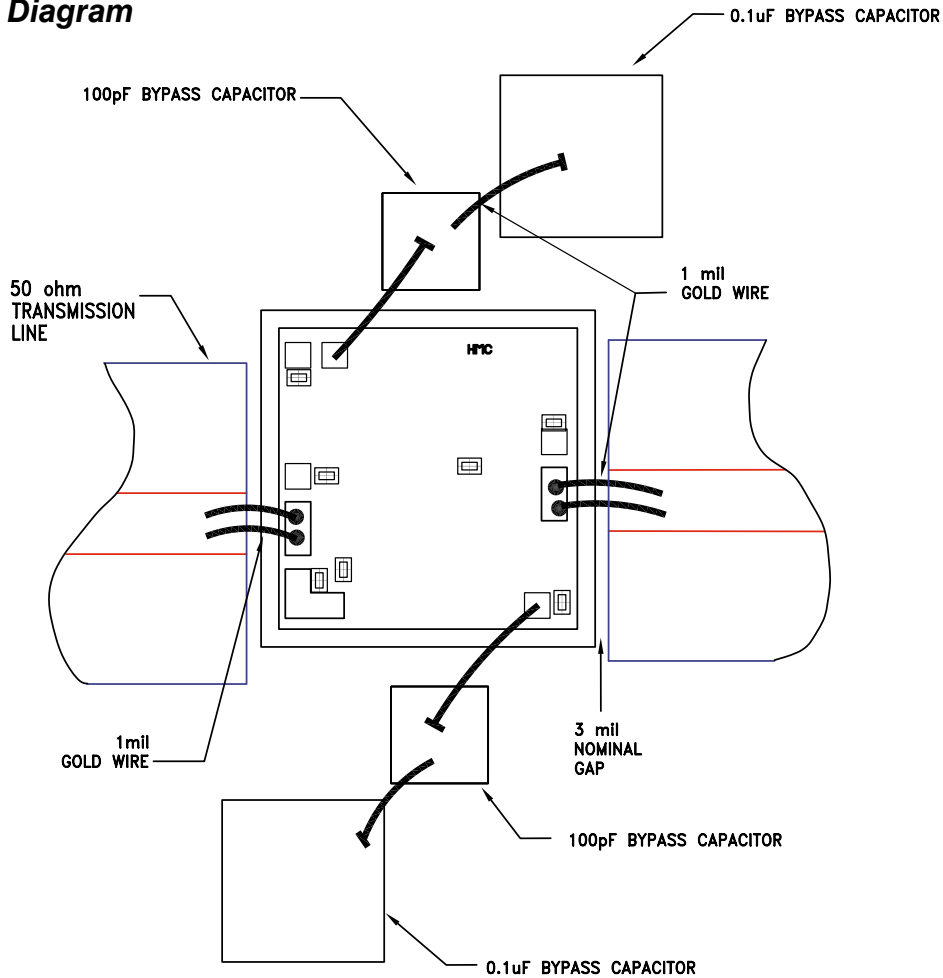 Diagram
0.1uF BYPASS CAPACITOR
100pF BYPASS CAPACITOR
50 ohm
TRANSMISSION
LINE
1 mil
GOLD WIRE
HMC
1mil
GOLD WIRE
3 mil
NOMINAL
GAP
100pF BYPASS CAPACITOR
0.1uF BYPASS CAPACITOR